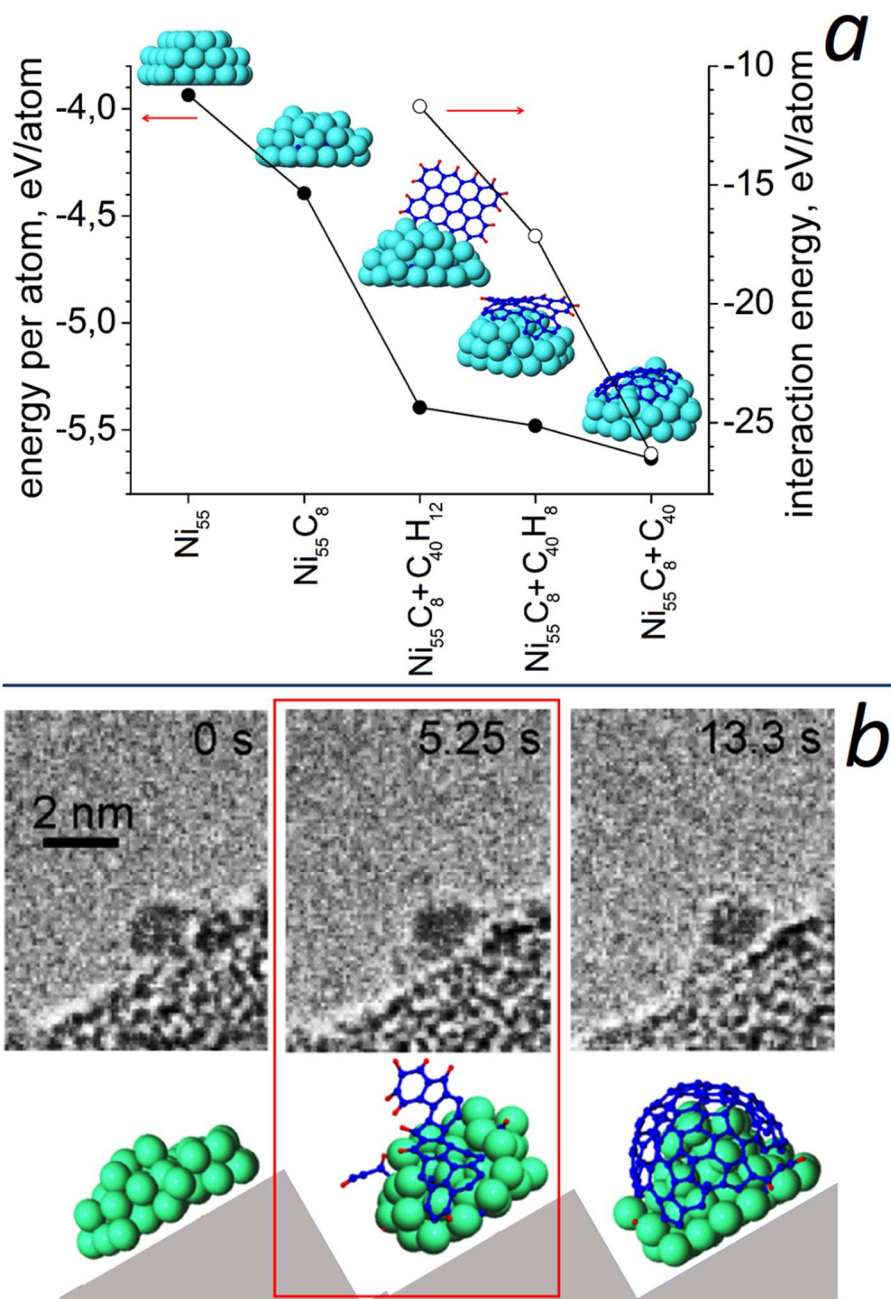 a
energy per atom, eV/atom
-4,0
-4,5
-5,0
-5,5
-10
-15
-20
-25
interaction energy, eV/atom
Ni₅₅
Ni₅₅C₈
Ni₅₅C₈+C₄₀H₁₂
Ni₅₅C₈+C₄₀H₈
Ni₅₅C₈+C₄₀
b
0 s
5.25 s
13.3 s
2 nm